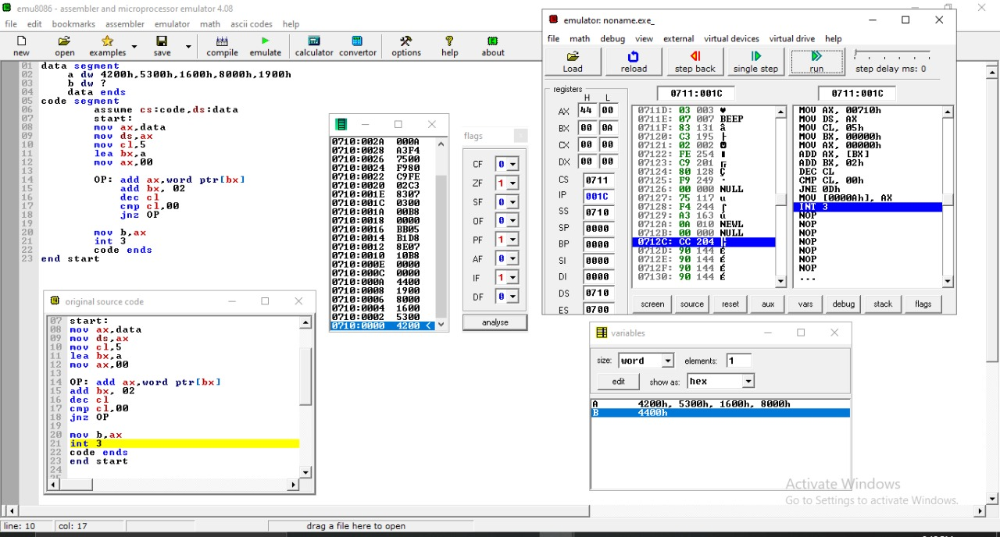 emu8086 - assembler and microprocessor emulator 4.08
file edit bookmarks assembler emulator math ascii codes help
new open examples save compile emulate calculator convertor options help about
01 data segment
02 a dw 4200h,5300h,1600h,8000h,1900h
03 b dw ?
04 data ends
05 code segment
06 assume cs:code,ds:data
07 start:
08 mov ax,data
09 mov ds,ax
10 mov cl,5
11 lea bx,a
12 mov ax,00
13
14 OP: add ax,word ptr[bx]
15 add bx, 02
16 dec cl
17 cmp cl,00
18 jnz OP
19
20 mov b,ax
21 int 3
22 code ends
23 end start
original source code
07 start:
08 mov ax,data
09 mov ds,ax
10 mov cl,5
11 lea bx,a
12 mov ax,00
13
14 OP: add ax,word ptr[bx]
15 add bx, 02
16 dec cl
17 cmp cl,00
18 jnz OP
19
20 mov b,ax
21 int 3
22 code ends
23 end start
24
25
0710:002A 000A
0710:0028 A3F4
0710:0026 7500
0710:0024 F980
0710:0022 C9FE
0710:0020 02C3
0710:001E 8307
0710:001C 0300
0710:001A 00B8
0710:0018 0000
0710:0016 BB05
0710:0014 B1D8
0710:0012 8E07
0710:0010 10B8
0710:000E 0000
0710:000C 0000
0710:000A 4400
0710:0008 1900
0710:0006 8000
0710:0004 1600
0710:0002 5300
0710:0000 4200 <
flags
CF 0
ZF 1
SF 0
OF 0
PF 1
AF 0
IF 1
DF 0
analyse
emulator: noname.exe_
file math debug view external virtual devices virtual drive help
Load reload step back single step run step delay ms: 0
registers
H L
AX 44 00
BX 00 0A
CX 00 00
DX 00 00
CS 0711
IP 001C
SS 0710
SP 0000
BP 0000
SI 0000
DI 0000
DS 0710
ES 0700
0711:001C
0711D: 03 003 ♥
0711E: 07 007 BEEP
0711F: 83 131 â
07120: C3 195 ├
07121: 02 002 ☻
07122: FE 254 ■
07123: C9 201 ╔
07124: 80 128 Ç
07125: F9 249 ·
07126: 00 000 NULL
07127: 75 117 u
07128: F4 244 ⌠
07129: A3 163 ú
0712A: 0A 010 NEWL
0712B: 00 000 NULL
0712C: CC 204 ╠
0712D: 90 144 É
0712E: 90 144 É
0712F: 90 144 É
07130: 90 144 É
0711:001C
MOV AX, 00710h
MOV DS, AX
MOV CL, 05h
MOV BX, 00000h
MOV AX, 00000h
ADD AX, [BX]
ADD BX, 02h
DEC CL
CMP CL, 00h
JNE 0Dh
MOV [0000Ah], AX
INT 3
NOP
NOP
NOP
NOP
NOP
NOP
NOP
...
screen source reset aux vars debug stack flags
variables
size: word elements: 1
edit show as: hex
A 4200h, 5300h, 1600h, 8000h
B 4400h
Activate Windows
Go to Settings to activate Windows.
line: 10 col: 17 drag a file here to open